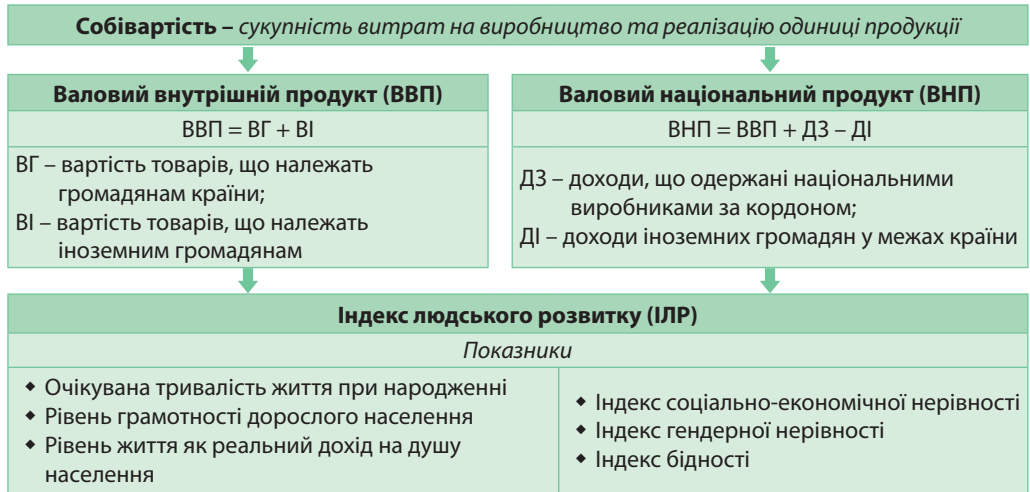 Собівартість – сукупність витрат на виробництво та реалізацію одиниці продукції
Валовий внутрішній продукт (ВВП)
ВВП = ВГ + ВІ
ВГ – вартість товарів, що належать
громадянам країни;
ВІ – вартість товарів, що належать
іноземним громадянам
Валовий національний продукт (ВНП)
ВНП = ВВП + ДЗ – ДІ
ДЗ – доходи, що одержані національними
виробниками за кордоном;
ДІ – доходи іноземних громадян у межах країни
Індекс людського розвитку (ІЛР)
Показники
◆ Очікувана тривалість життя при народженні
◆ Рівень грамотності дорослого населення
◆ Рівень життя як реальний дохід на душу
населення
◆ Індекс соціально-економічної нерівності
◆ Індекс гендерної нерівності
◆ Індекс бідності